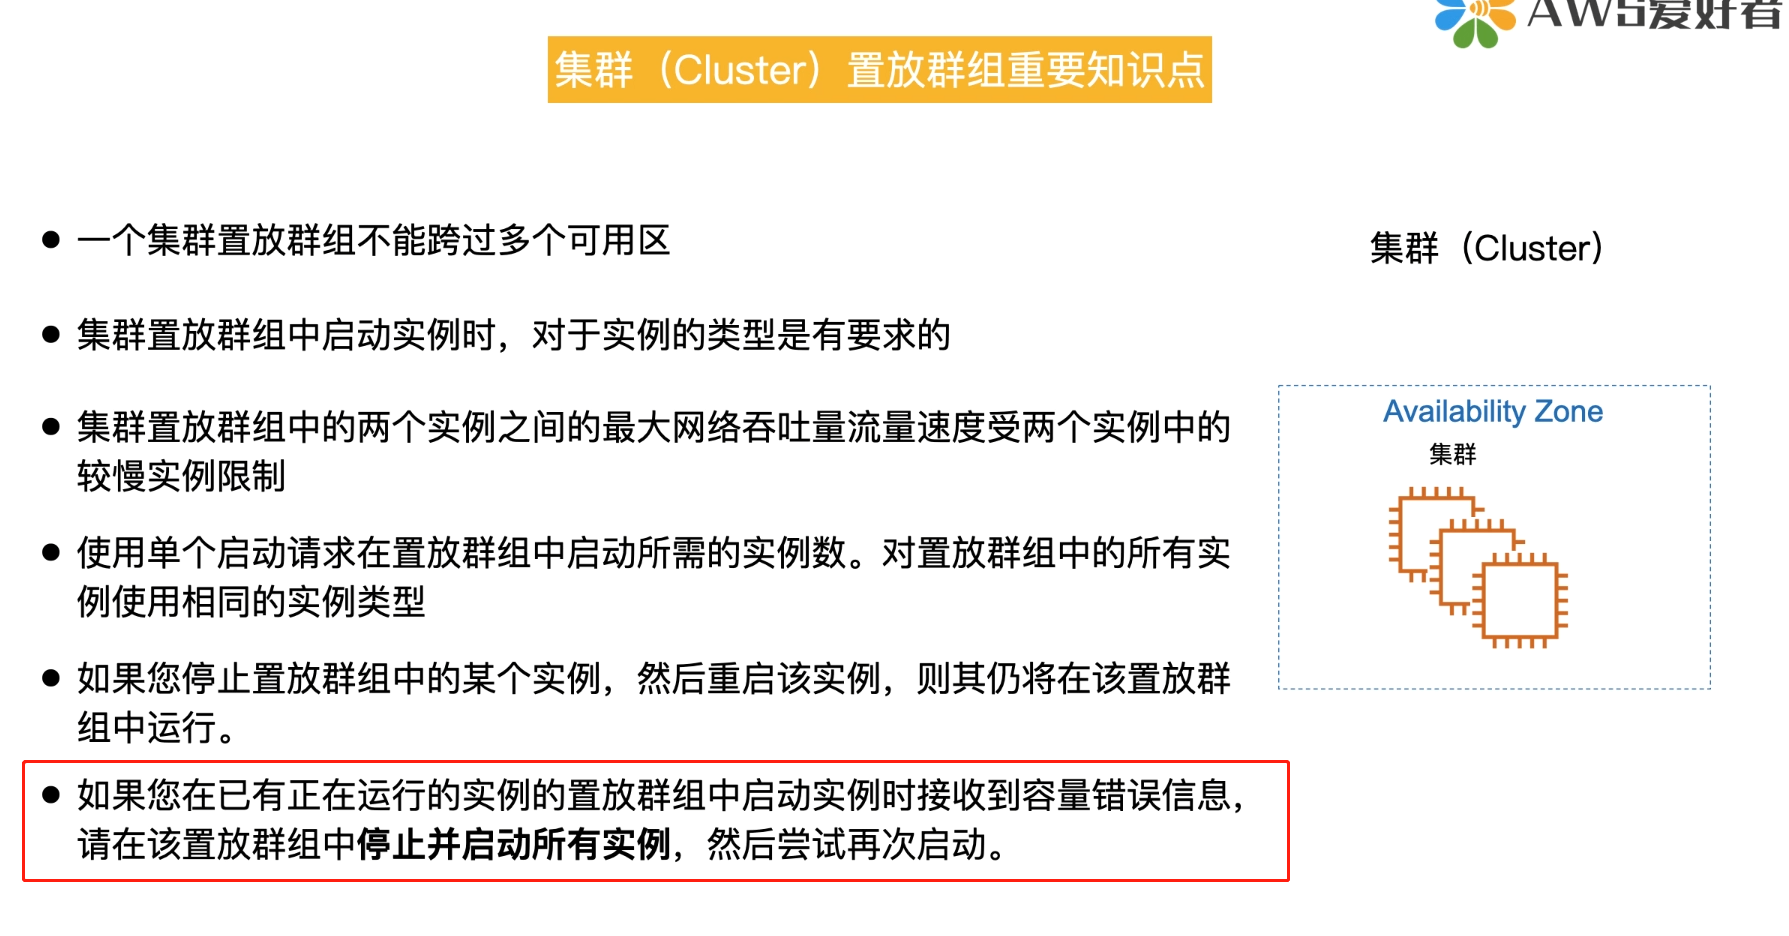 AWS爱好者
集群（Cluster）置放群组重要知识点
● 一个集群置放群组不能跨过多个可用区
● 集群置放群组中启动实例时，对于实例的类型是有要求的
● 集群置放群组中的两个实例之间的最大网络吞吐量流量速度受两个实例中的
较慢实例限制
● 使用单个启动请求在置放群组中启动所需的实例数。对置放群组中的所有实
例使用相同的实例类型
● 如果您停止置放群组中的某个实例，然后重启该实例，则其仍将在该置放群
组中运行。
● 如果您在已有正在运行的实例的置放群组中启动实例时接收到容量错误信息，
请在该置放群组中停止并启动所有实例，然后尝试再次启动。
集群（Cluster）
Availability Zone
集群